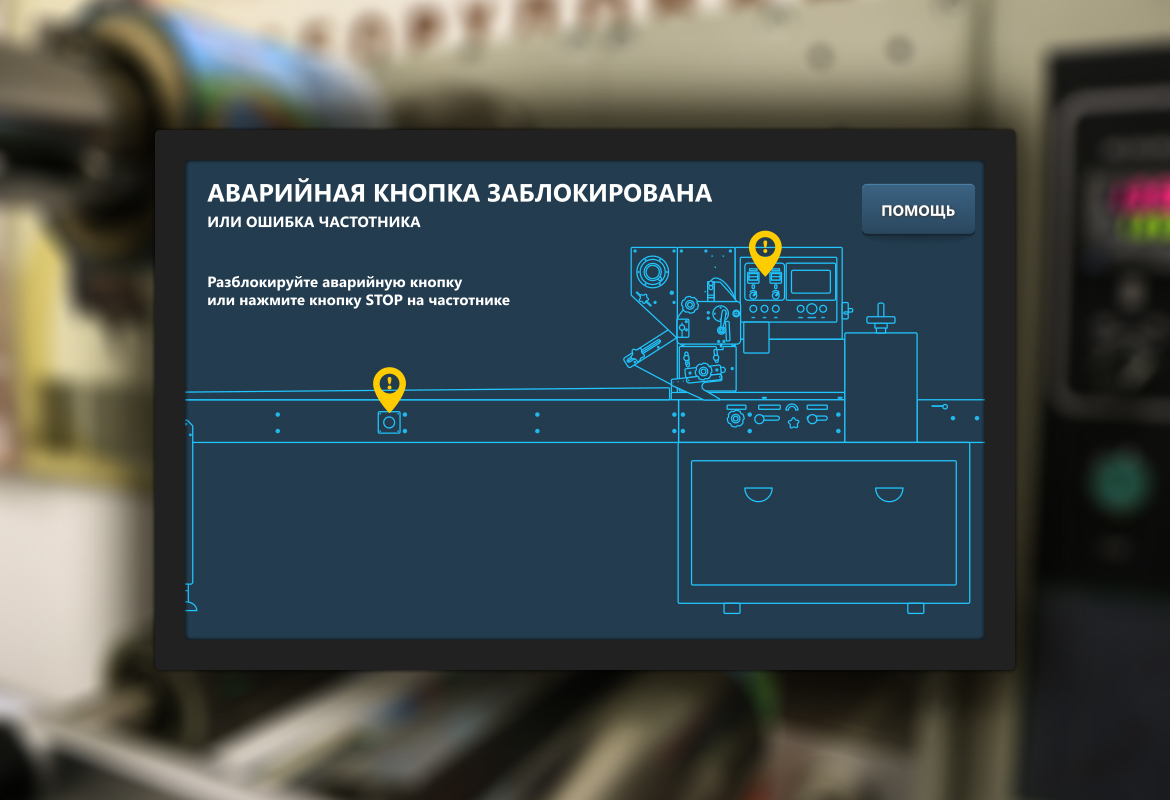 АВАРИЙНАЯ КНОПКА ЗАБЛОКИРОВАНА
ИЛИ ОШИБКА ЧАСТОТНИКА
ПОМОЩЬ
Разблокируйте аварийную кнопку
или нажмите кнопку STOP на частотнике